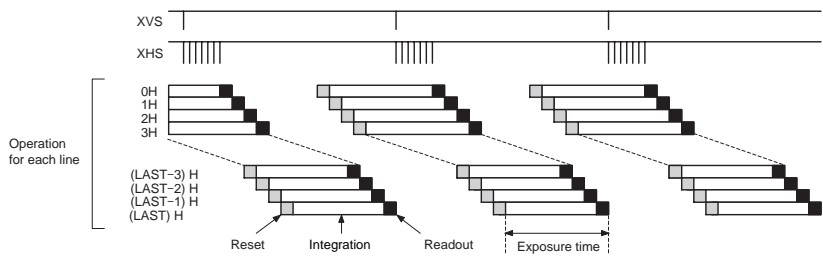 XVS
XHS
0H
1H
2H
3H
Operation
for each line
(LAST−3) H
(LAST−2) H
(LAST−1) H
(LAST) H
Reset
Integration
Readout
Exposure time